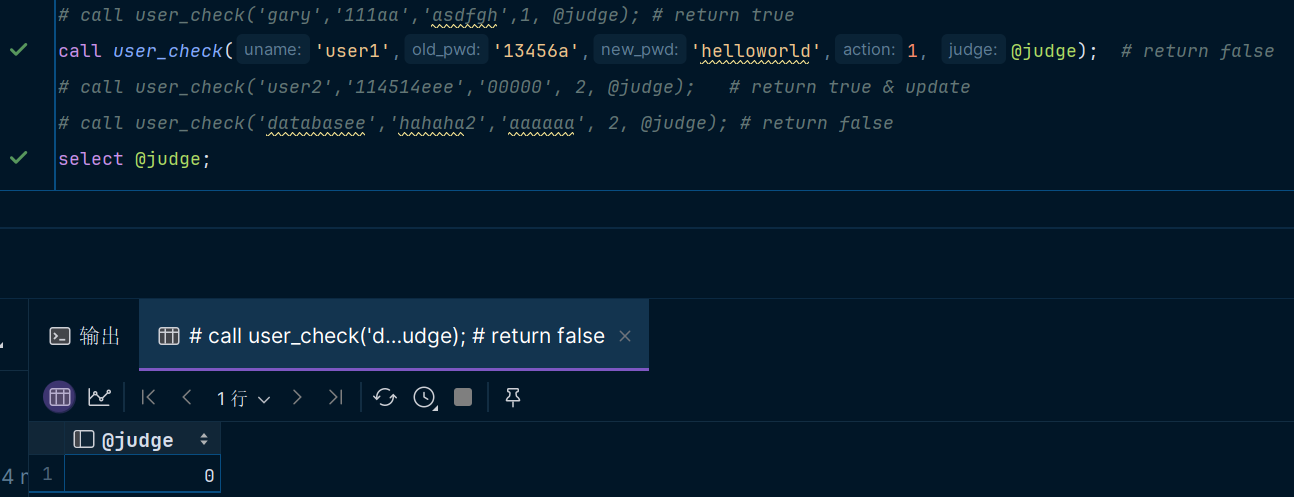 # call user_check('gary','111aa','asdfgh',1, @judge); # return true
call user_check( uname: 'user1', old_pwd: '13456a', new_pwd: 'helloworld', action: 1, judge: @judge);  # return false
# call user_check('user2','114514eee','00000', 2, @judge);   # return true & update
# call user_check('databasee','hahaha2','aaaaaa', 2, @judge); # return false
select @judge;
输出
# call user_check('d...udge); # return false
1 行
@judge
1 0